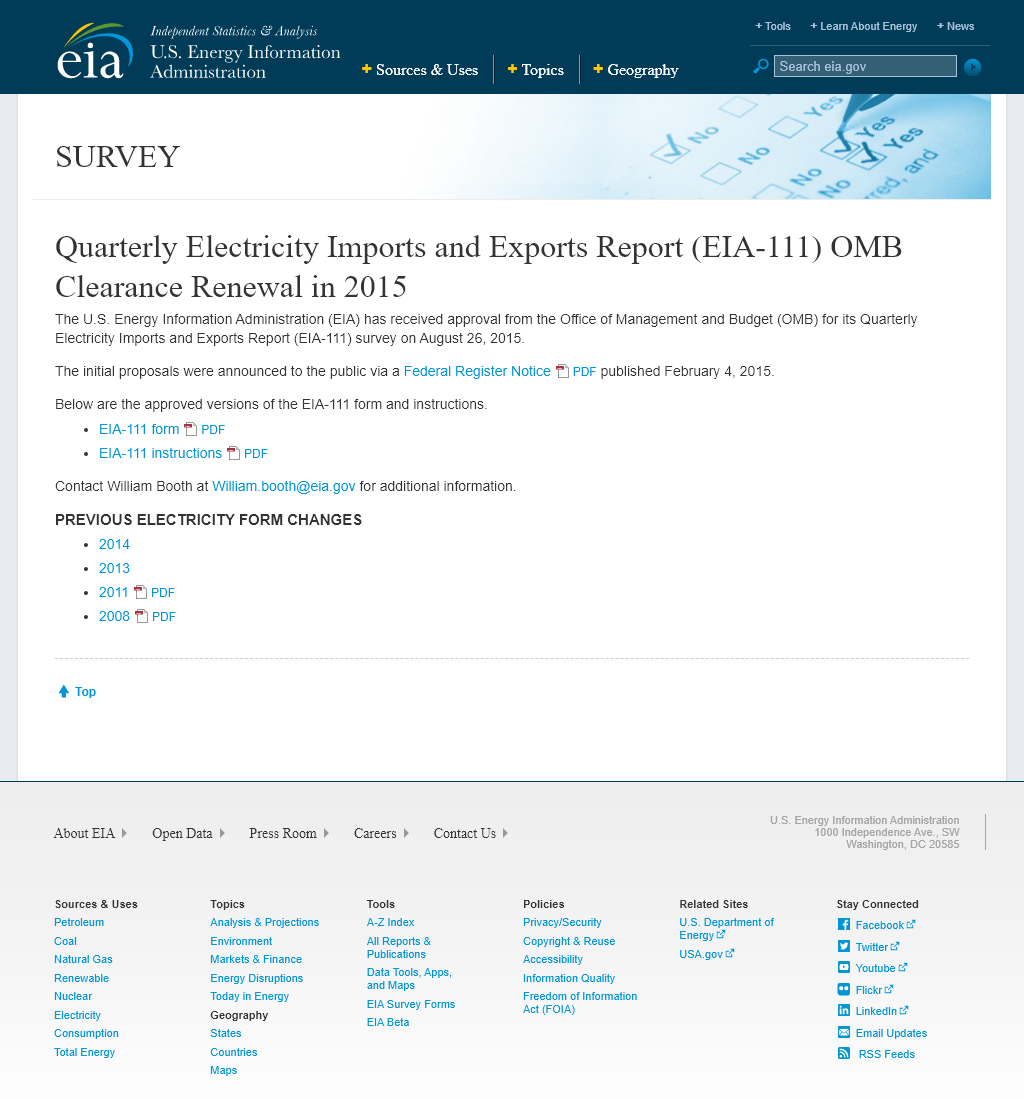 Independent Statistics & Analysis
eia U.S. Energy Information
Administration
+ Sources & Uses + Topics + Geography
+ Tools + Learn About Energy + News
Search eia.gov
SURVEY
No
Yes
Yes
Yes
No
No
No
No
red, and
Quarterly Electricity Imports and Exports Report (EIA-111) OMB
Clearance Renewal in 2015
The U.S. Energy Information Administration (EIA) has received approval from the Office of Management and Budget (OMB) for its Quarterly
Electricity Imports and Exports Report (EIA-111) survey on August 26, 2015.
The initial proposals were announced to the public via a Federal Register Notice PDF published February 4, 2015.
Below are the approved versions of the EIA-111 form and instructions.
• EIA-111 form PDF
• EIA-111 instructions PDF
Contact William Booth at William.booth@eia.gov for additional information.
PREVIOUS ELECTRICITY FORM CHANGES
• 2014
• 2013
• 2011 PDF
• 2008 PDF
Top
About EIA Open Data Press Room Careers Contact Us
U.S. Energy Information Administration
1000 Independence Ave., SW
Washington, DC 20585
Sources & Uses
Petroleum
Coal
Natural Gas
Renewable
Nuclear
Electricity
Consumption
Total Energy
Topics
Analysis & Projections
Environment
Markets & Finance
Energy Disruptions
Today in Energy
Geography
States
Countries
Maps
Tools
A-Z Index
All Reports &
Publications
Data Tools, Apps,
and Maps
EIA Survey Forms
EIA Beta
Policies
Privacy/Security
Copyright & Reuse
Accessibility
Information Quality
Freedom of Information
Act (FOIA)
Related Sites
U.S. Department of
Energy
USA.gov
Stay Connected
Facebook
Twitter
Youtube
Flickr
LinkedIn
Email Updates
RSS Feeds